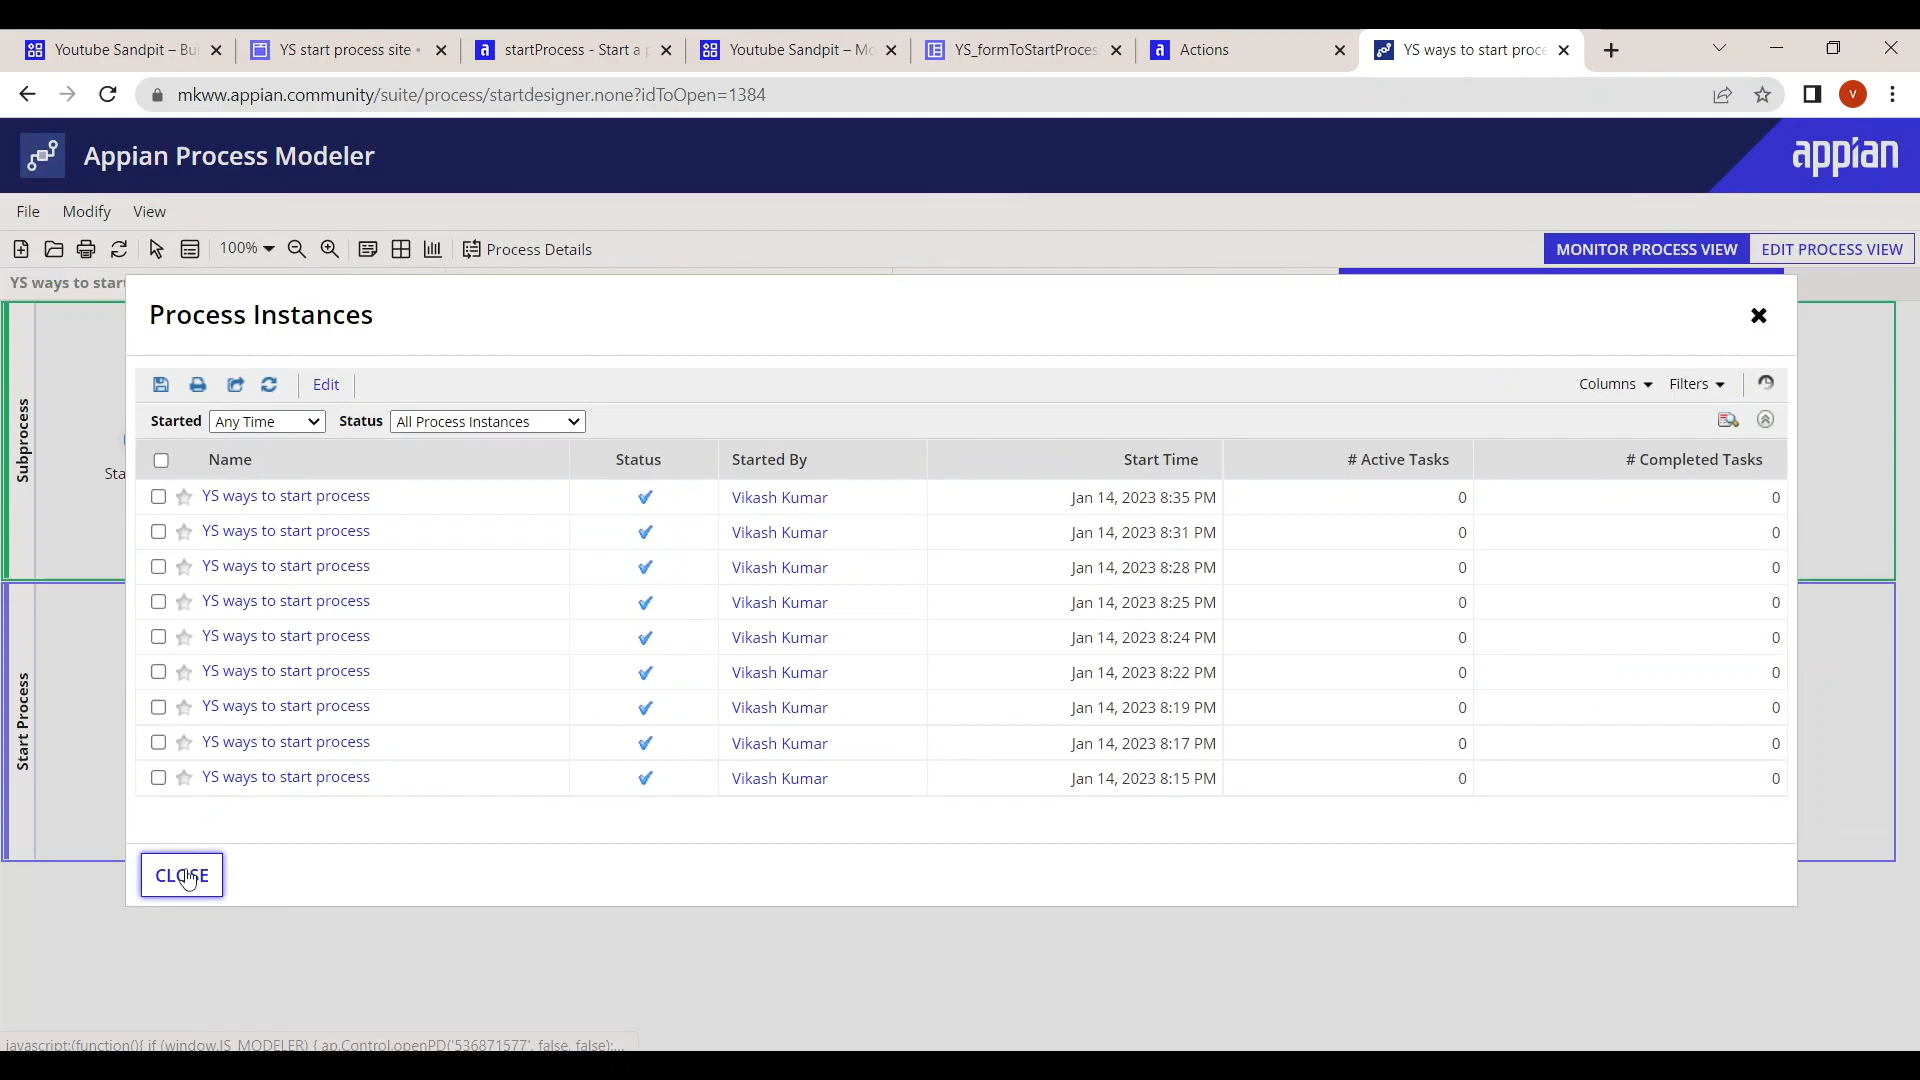 Youtube Sandpit – Bui
YS start process site •
startProcess - Start a p
Youtube Sandpit – Mo
YS_formToStartProces
Actions
YS ways to start proce
mkww.appian.community/suite/process/startdesigner.none?idToOpen=1384
V
Appian Process Modeler
appian
File Modify View
100% Process Details
MONITOR PROCESS VIEW EDIT PROCESS VIEW
YS ways to start
Process Instances
Edit
Columns Filters
Started Any Time Status All Process Instances
Name Status Started By Start Time # Active Tasks # Completed Tasks
YS ways to start process Vikash Kumar Jan 14, 2023 8:35 PM 0 0
YS ways to start process Vikash Kumar Jan 14, 2023 8:31 PM 0 0
YS ways to start process Vikash Kumar Jan 14, 2023 8:28 PM 0 0
YS ways to start process Vikash Kumar Jan 14, 2023 8:25 PM 0 0
YS ways to start process Vikash Kumar Jan 14, 2023 8:24 PM 0 0
YS ways to start process Vikash Kumar Jan 14, 2023 8:22 PM 0 0
YS ways to start process Vikash Kumar Jan 14, 2023 8:19 PM 0 0
YS ways to start process Vikash Kumar Jan 14, 2023 8:17 PM 0 0
YS ways to start process Vikash Kumar Jan 14, 2023 8:15 PM 0 0
Subprocess
Sta
Start Process
CLOSE
javascript:(function(){ if (window.IS_MODELER) { ap.Control.openPD('536871577', false, false);...